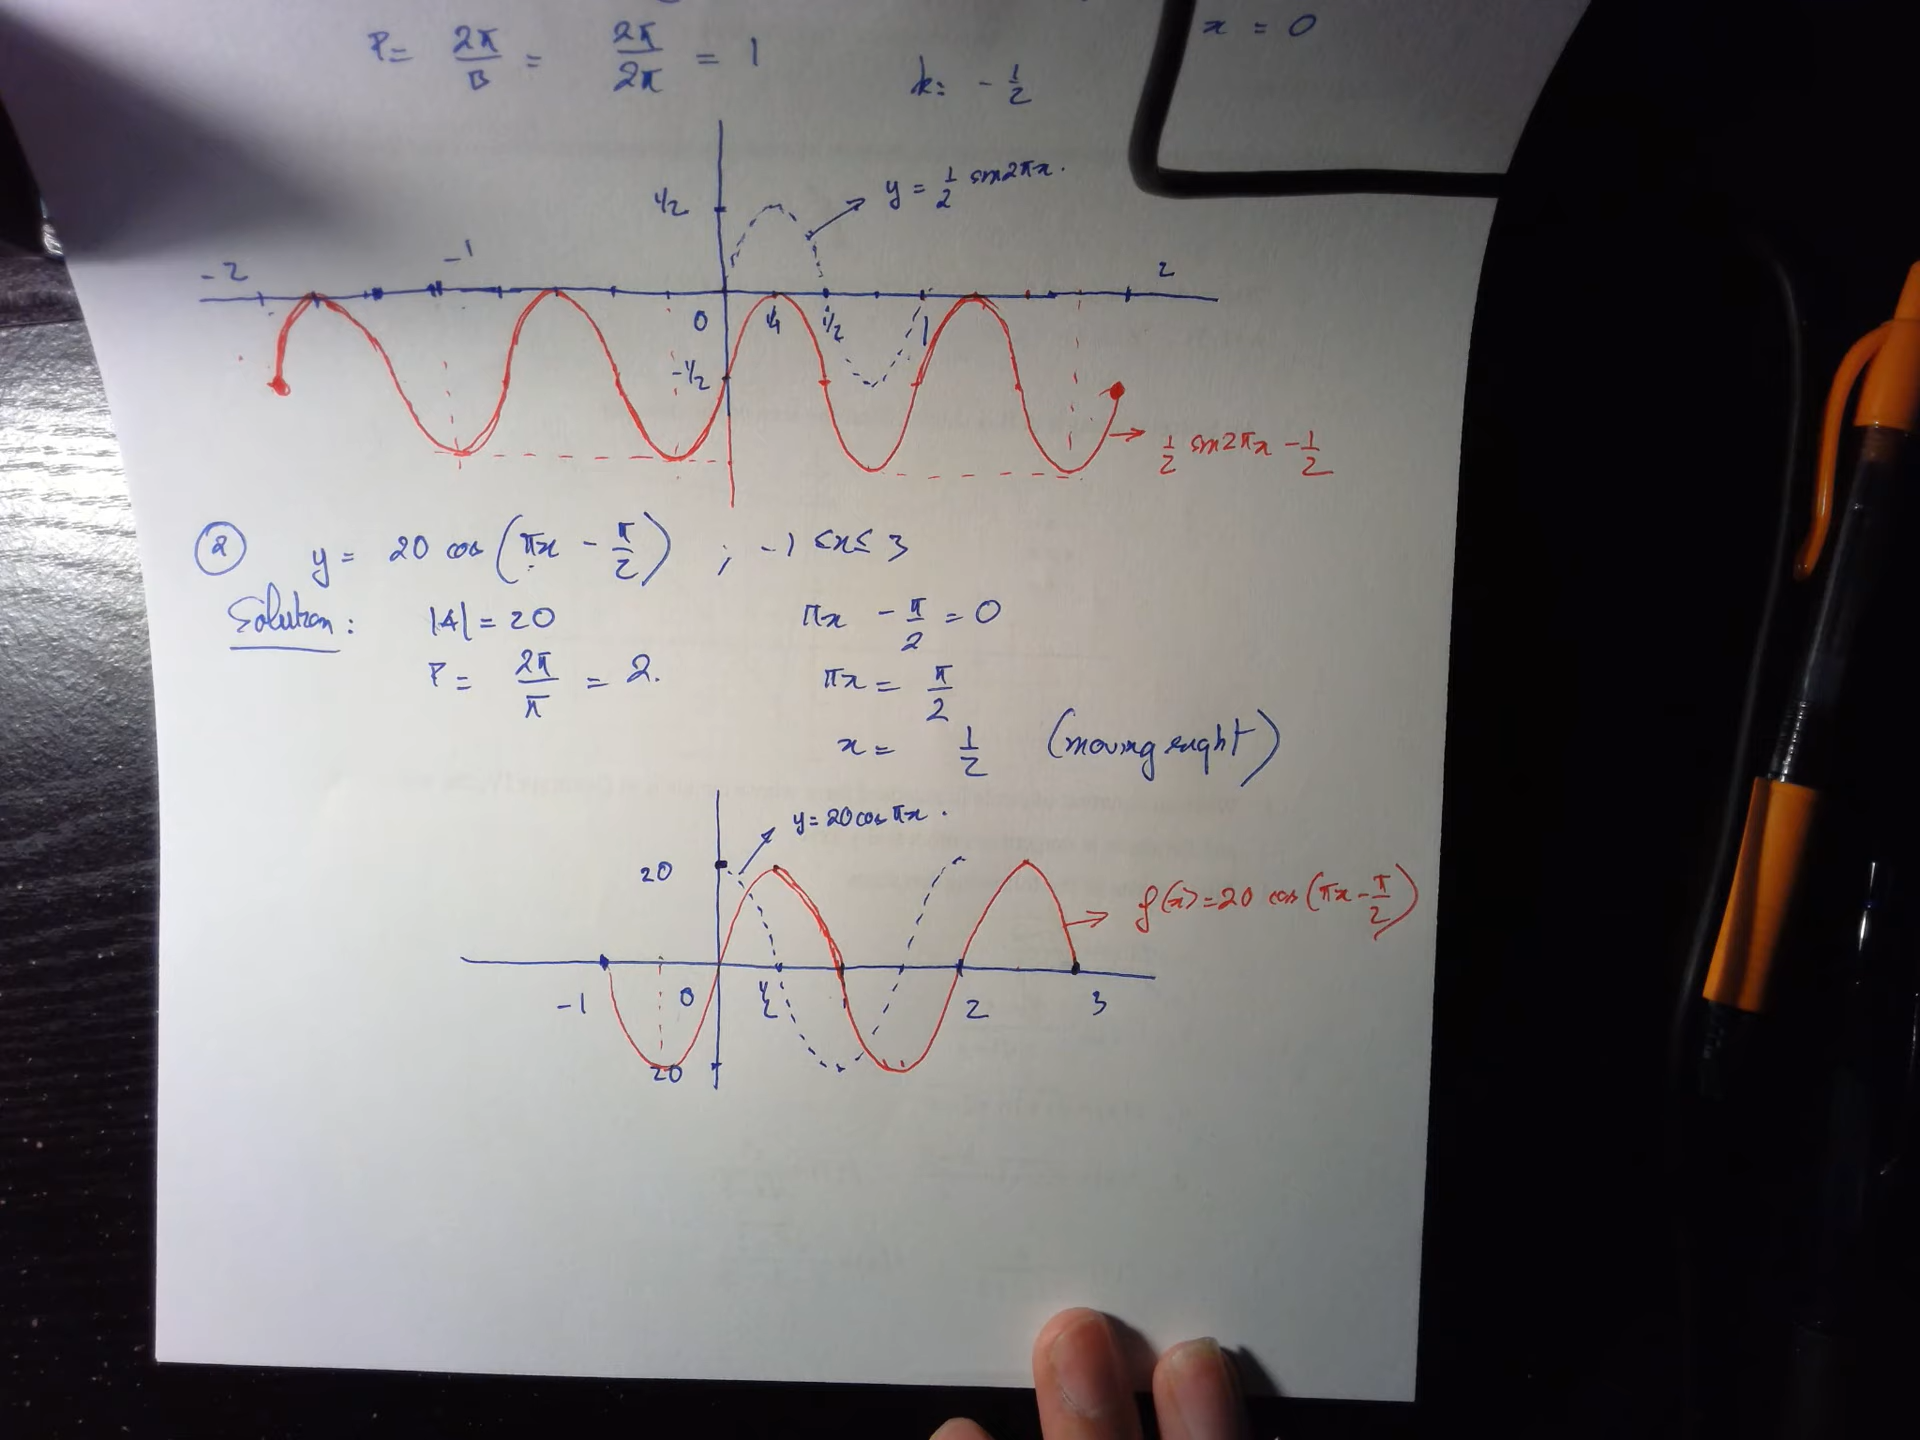 x = 0
P = 2π/B = 2π/2π = 1
k = - 1/2
y = 1/2 sin2πx.
1/2
-2 -1 2
0 1/4 1/2 1
-1/2
1/2 sin2πx - 1/2
② y = 20 cos (πx - π/2) ; -1 ≤ x ≤ 3
Solution: |A| = 20 πx - π/2 = 0
P = 2π/π = 2. πx = π/2
x = 1/2 (moving right)
y = 20 cos πx.
20
f(x) = 20 cos (πx - π/2)
-1 0 1/2 2 3
20